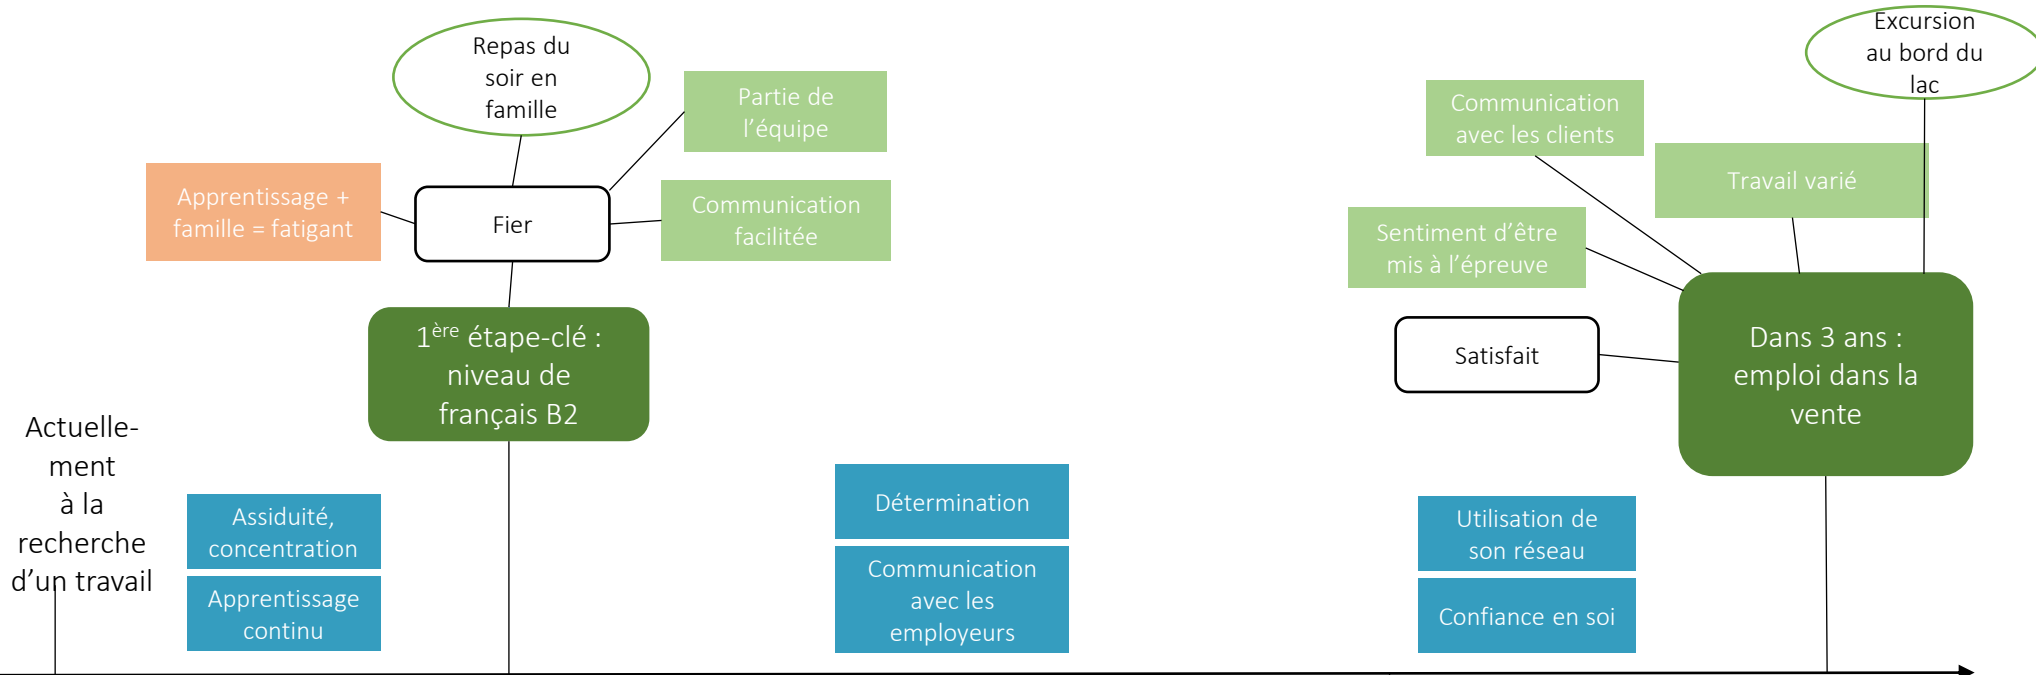 Repas du
soir en
famille
Partie de
l’équipe
Apprentissage +
famille = fatigant
Fier
Communication
facilitée
1ère étape-clé :
niveau de
français B2
Actuelle-
ment
à la
recherche
d’un travail
Assiduité,
concentration
Apprentissage
continu
Détermination
Communication
avec les
employeurs
Excursion
au bord du
lac
Communication
avec les clients
Travail varié
Sentiment d’être
mis à l’épreuve
Satisfait
Dans 3 ans :
emploi dans la
vente
Utilisation de
son réseau
Confiance en soi